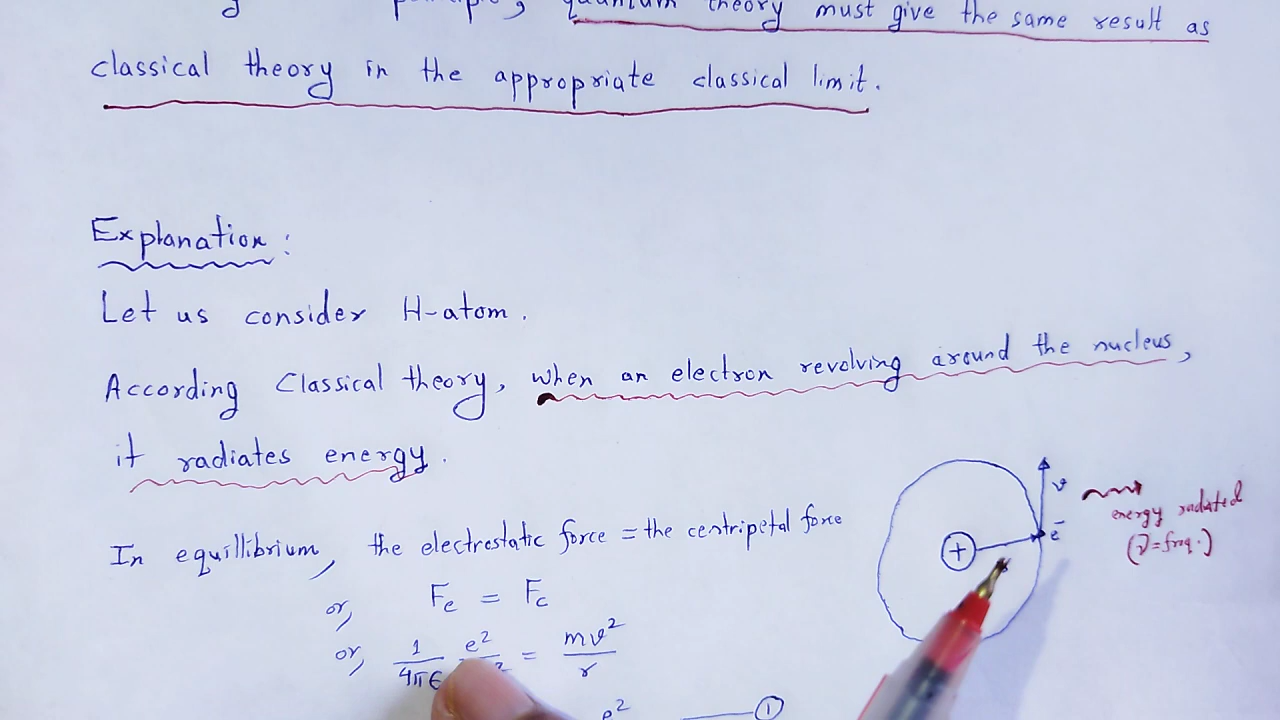 quantum theory must give the same result as
classical theory in the appropriate classical limit.
Explanation:
Let us consider H-atom.
According Classical theory, when an electron revolving around the nucleus,
it radiates energy.
In equillibrium, the electrostatic force = the centripetal force
or, Fe = Fc
or, 1/4πϵ e²/ ² = mv²/r
e² — ①
+
v
e⁻
energy radiated
(ν=freq.)